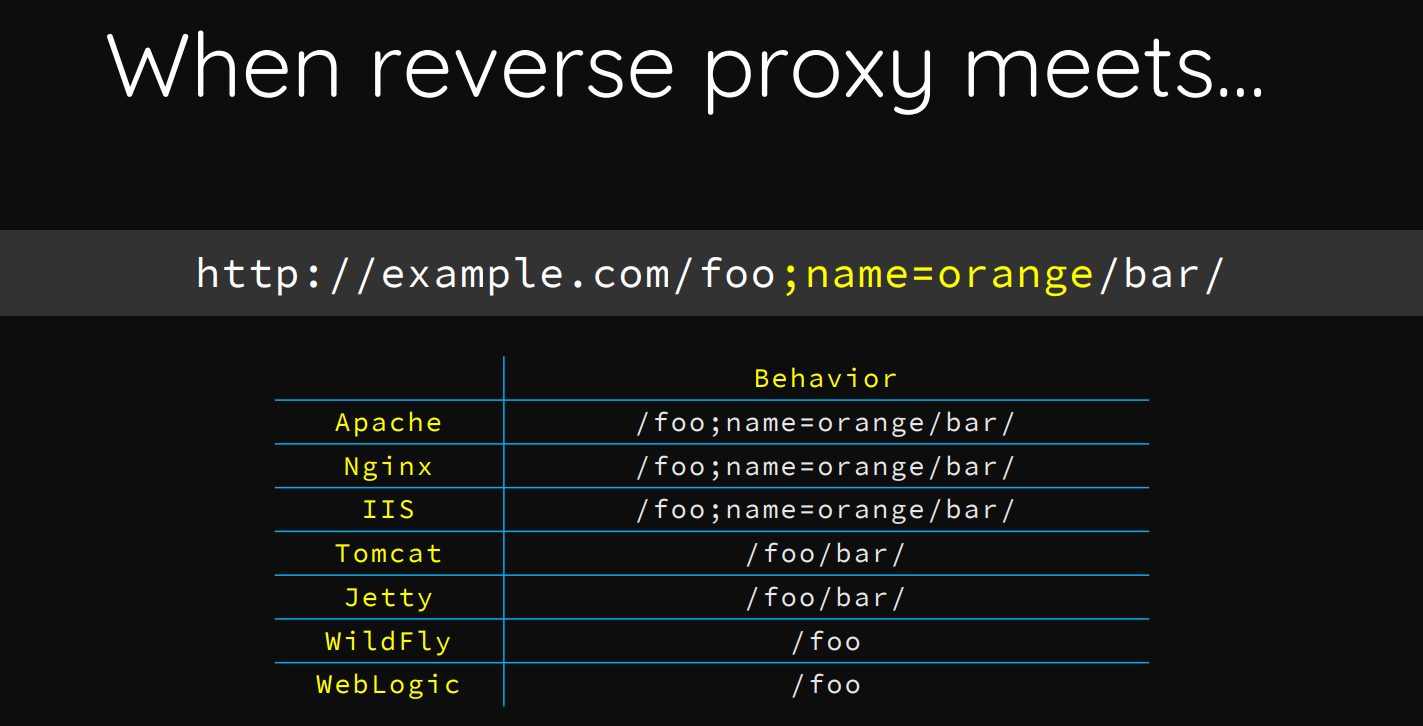 When reverse proxy meets...
http://example.com/foo;name=orange/bar/
Behavior
Apache /foo;name=orange/bar/
Nginx /foo;name=orange/bar/
IIS /foo;name=orange/bar/
Tomcat /foo/bar/
Jetty /foo/bar/
WildFly /foo
WebLogic /foo